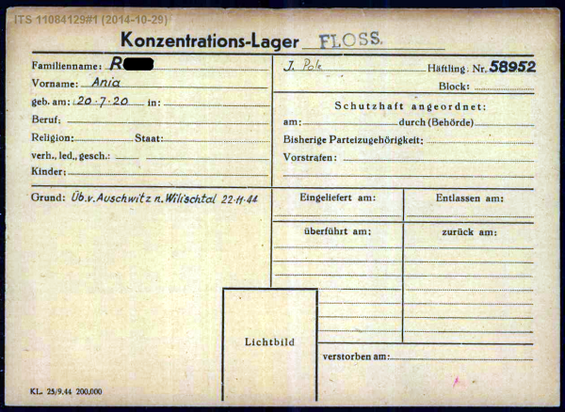 ITS 11084129#1 (2014-10-29)
Konzentrations-Lager FLOSS.
Familienname: R
Vorname: Ania
geb. am: 20.7.20 in:
Beruf:
Religion: Staat:
verh., led., gesch.:
Kinder:
J. Pole Häftling. Nr. 58952
Block:
Schutzhaft angeordnet:
am: durch (Behörde)
Bisherige Parteizugehörigkeit:
Vorstrafen:
Grund: Üb.v. Auschwitz n. Wilischtal 22.11.44
Eingeliefert am: Entlassen am:
überführt am: zurück am:
Lichtbild
verstorben am:
KL. 25/9.44 200,000